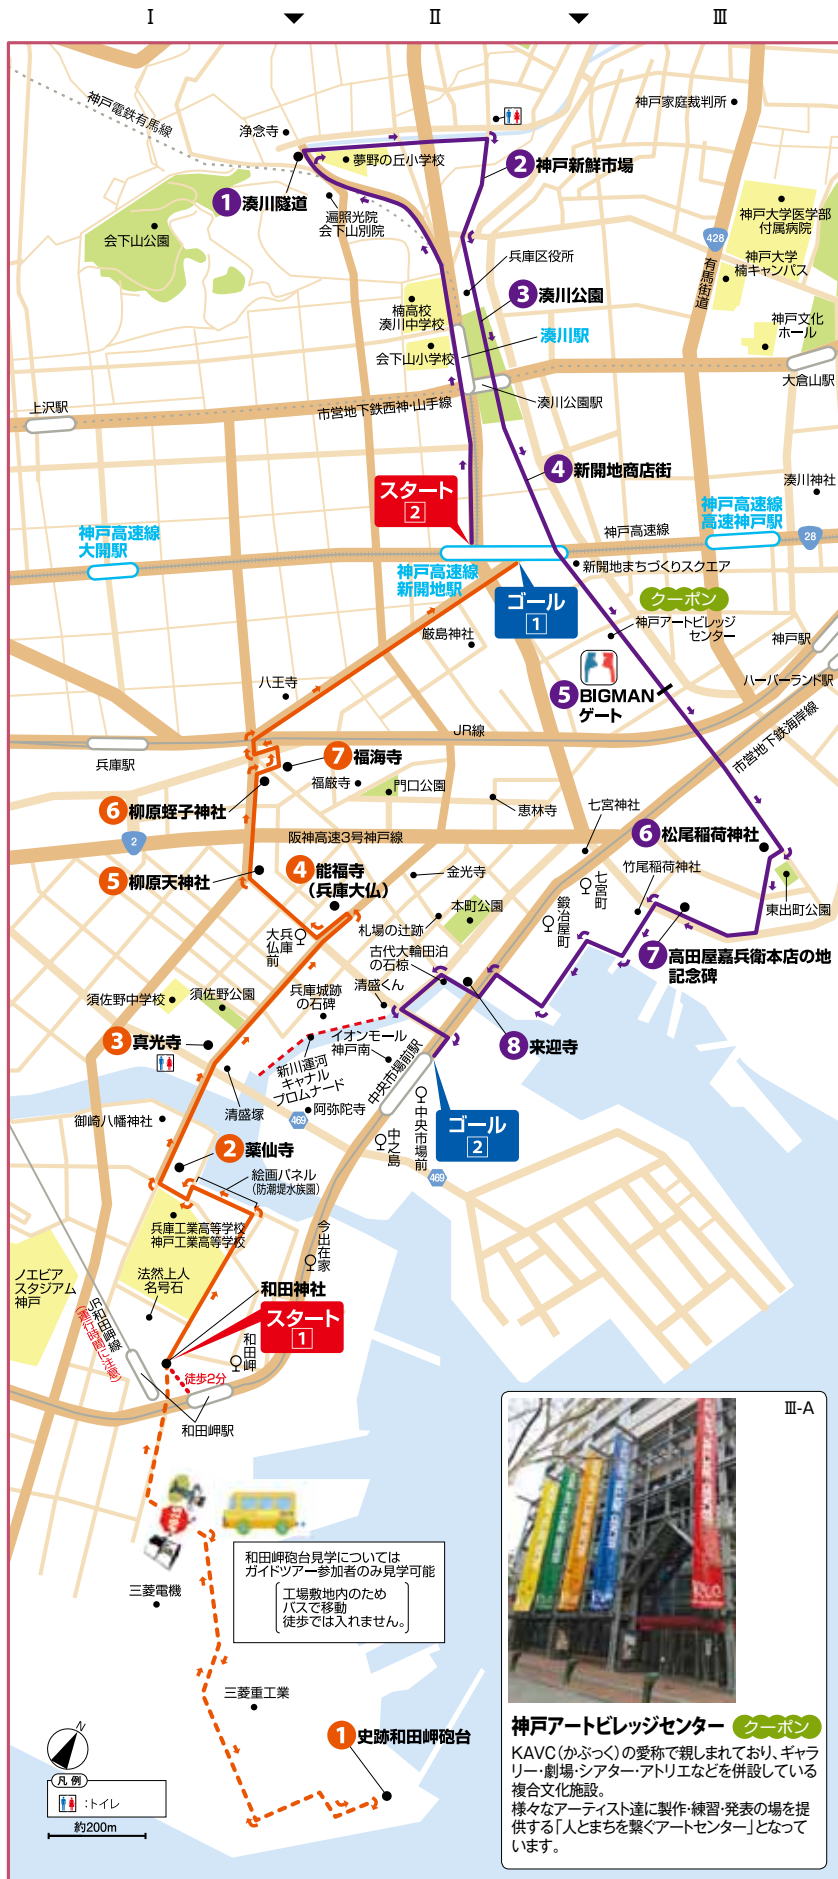 Ⅰ
Ⅱ
Ⅲ
神戸電鉄有馬線
浄念寺
神戸家庭裁判所
夢野の丘小学校
2 神戸新鮮市場
1 湊川隧道
遍照光院
会下山別院
会下山公園
神戸大学医学部
付属病院
428
有馬街道
神戸大学
楠キャンパス
兵庫区役所
3 湊川公園
楠高校
湊川中学校
湊川駅
神戸文化
ホール
会下山小学校
大倉山駅
上沢駅
市営地下鉄西神・山手線
湊川公園駅
4 新開地商店街
湊川神社
スタート
2
神戸高速線
高速神戸駅
神戸高速線
大開駅
神戸高速線
28
神戸高速線
新開地駅
新開地まちづくりスクエア
ゴール
1
クーポン
神戸アートビレッジ
センター
厳島神社
神戸駅
ハーバーランド駅
八王寺
5 BIGMAN
ゲート
JR線
市営地下鉄海岸線
兵庫駅
7 福海寺
福厳寺
門口公園
6 柳原蛭子神社
恵林寺
七宮神社
2
阪神高速3号神戸線
6 松尾稲荷神社
5 柳原天神社
4 能福寺
(兵庫大仏)
金光寺
七宮町
竹尾稲荷神社
東出町公園
本町公園
鍛冶屋町
札場の辻跡
大仏前
兵庫
7 高田屋嘉兵衛本店の地
記念碑
古代大輪田泊
の石椋
須佐野中学校
須佐野公園
兵庫城跡
の石碑
清盛くん
3 真光寺
8 来迎寺
イオンモール
神戸南
新川運河
キャナル
プロムナード
中央市場前駅
清盛塚
469
阿弥陀寺
御崎八幡神社
中央市場前
ゴール
2
中之島
2 薬仙寺
469
絵画パネル
(防潮堤水族園)
兵庫工業高等学校
神戸工業高等学校
今出在家
ノエビア
スタジアム
神戸
法然上人
名号石
和田神社
スタート
1
JR和田岬線
(運行時間に注意)
和田岬
徒歩2分
和田岬駅
STOP
三菱電機
和田岬砲台見学については
ガイドツアー参加者のみ見学可能
工場敷地内のため
バスで移動
徒歩では入れません。
三菱重工業
1 史跡和田岬砲台
N
凡例
:トイレ
約200m
Ⅲ-A
神戸アートビレッジセンター クーポン
KAVC(かぶっく)の愛称で親しまれており、ギャラ
リー・劇場・シアター・アトリエなどを併設している
複合文化施設。
様々なアーティスト達に製作・練習・発表の場を提
供する「人とまちを繋ぐアートセンター」となって
います。